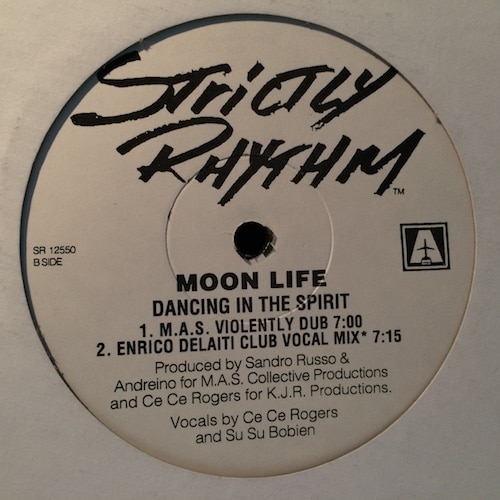 STRICTLY
RHYTHM
TM
SR 12550
B SIDE
A
MOON LIFE
DANCING IN THE SPIRIT
1. M.A.S. VIOLENTLY DUB 7:00
2. ENRICO DELAITI CLUB VOCAL MIX* 7:15
Produced by Sandro Russo &
Andreino for M.A.S. Collective Productions
and Ce Ce Rogers for K.J.R. Productions.
Vocals by Ce Ce Rogers
and Su Su Bobien